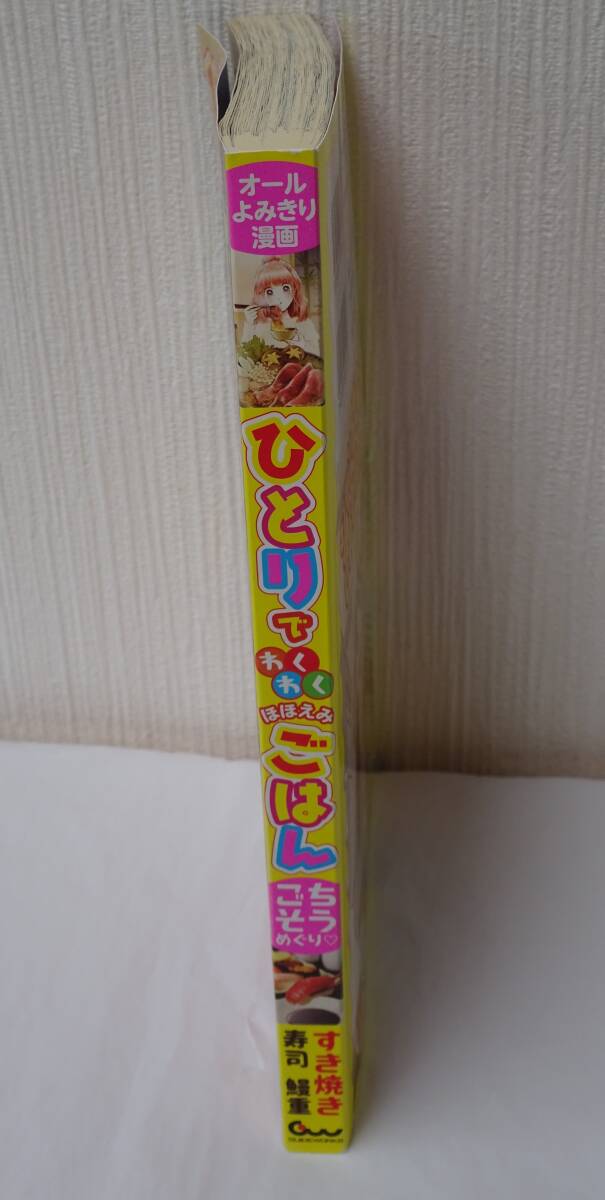 オール
よみきり
漫画
ひとりで
わく
わく
ほほえみ
ごはん
ごちそう
めぐり♡
すき焼き
寿司 鰻重